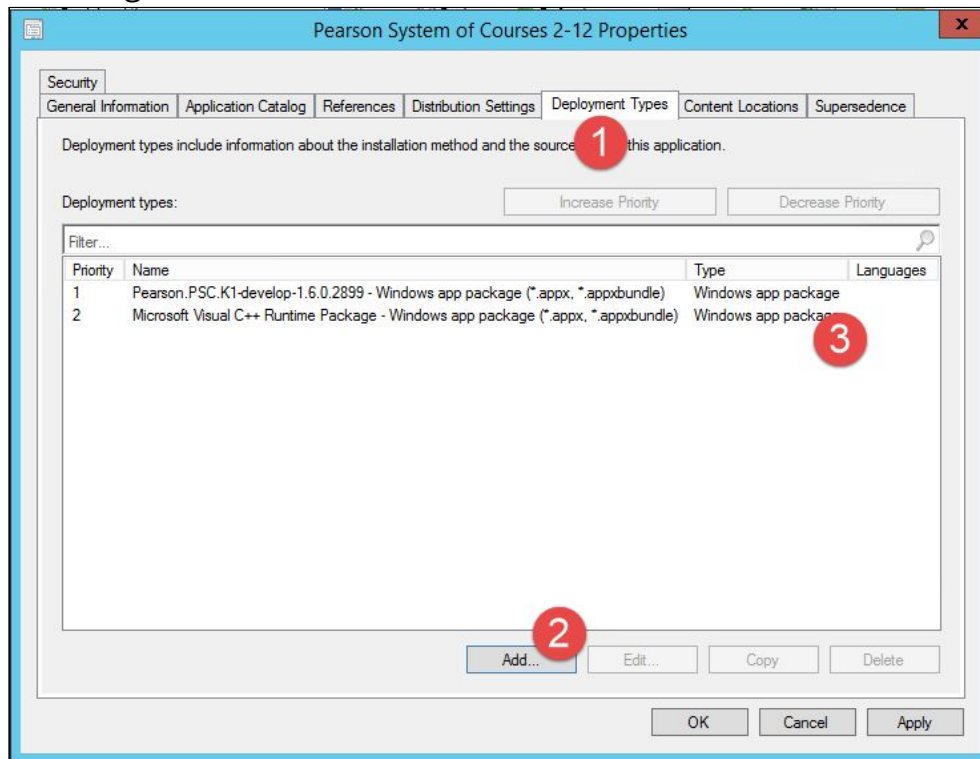 Pearson System of Courses 2-12 Properties
x
Security
General Information Application Catalog References Distribution Settings Deployment Types Content Locations Supersedence
1
Deployment types include information about the installation method and the source this application.
Deployment types: Increase Priority Decrease Priority
Filter...
Priority Name Type Languages
1 Pearson.PSC.K1-develop-1.6.0.2899 - Windows app package (*.appx, *.appxbundle) Windows app package
2 Microsoft Visual C++ Runtime Package - Windows app package (*.appx, *.appxbundle) Windows app package
3
2
Add... Edit... Copy Delete
OK Cancel Apply